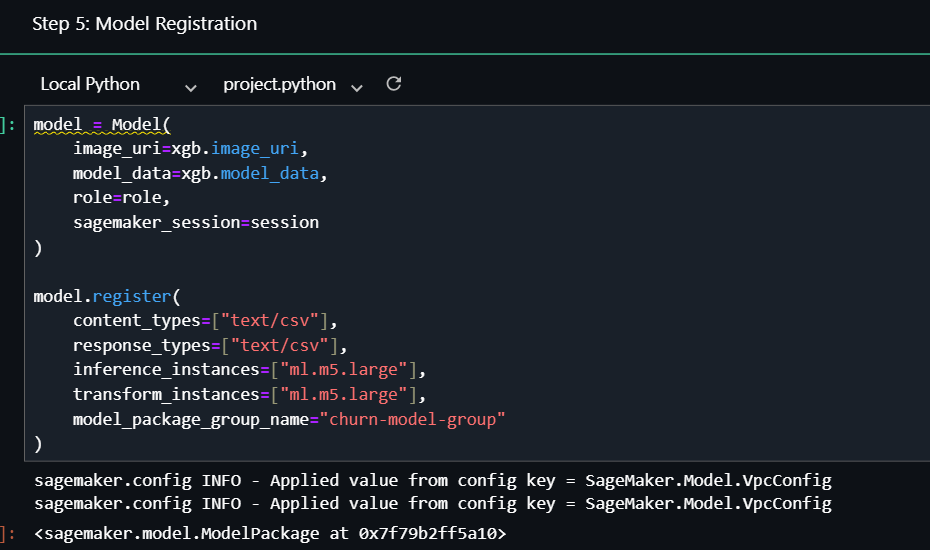 Step 5: Model Registration
Local Python project.python
]: model = Model(
    image_uri=xgb.image_uri,
    model_data=xgb.model_data,
    role=role,
    sagemaker_session=session
)

model.register(
    content_types=["text/csv"],
    response_types=["text/csv"],
    inference_instances=["ml.m5.large"],
    transform_instances=["ml.m5.large"],
    model_package_group_name="churn-model-group"
)
sagemaker.config INFO - Applied value from config key = SageMaker.Model.VpcConfig
sagemaker.config INFO - Applied value from config key = SageMaker.Model.VpcConfig
]: <sagemaker.model.ModelPackage at 0x7f79b2ff5a10>